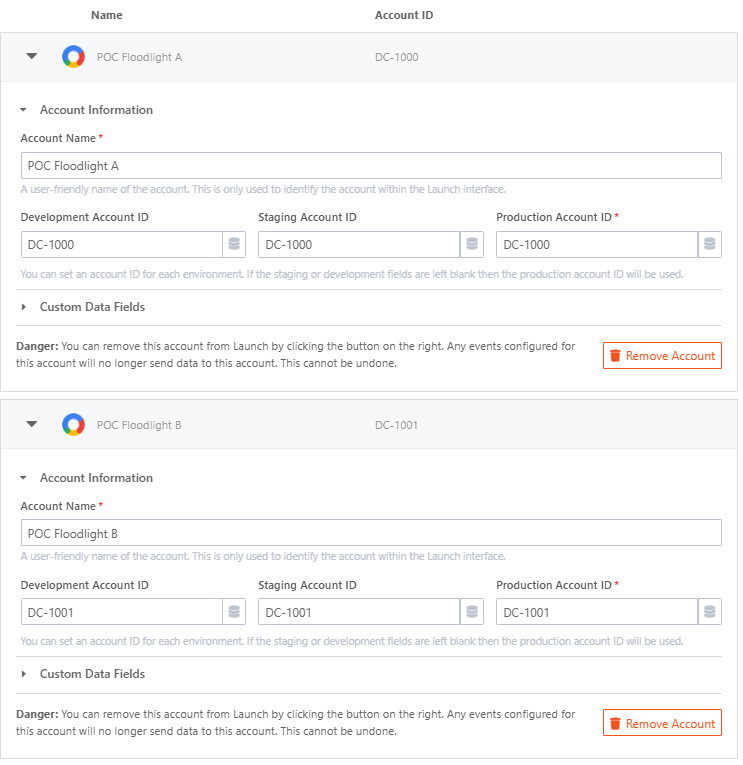 Name Account ID
POC Floodlight A DC-1000
Account Information
Account Name *
POC Floodlight A
A user-friendly name of the account. This is only used to identify the account within the Launch interface.
Development Account ID Staging Account ID Production Account ID *
DC-1000 DC-1000 DC-1000
You can set an account ID for each environment. If the staging or development fields are left blank then the production account ID will be used.
Custom Data Fields
Danger: You can remove this account from Launch by clicking the button on the right. Any events configured for
this account will no longer send data to this account. This cannot be undone.
Remove Account
POC Floodlight B DC-1001
Account Information
Account Name *
POC Floodlight B
A user-friendly name of the account. This is only used to identify the account within the Launch interface.
Development Account ID Staging Account ID Production Account ID *
DC-1001 DC-1001 DC-1001
You can set an account ID for each environment. If the staging or development fields are left blank then the production account ID will be used.
Custom Data Fields
Danger: You can remove this account from Launch by clicking the button on the right. Any events configured for
this account will no longer send data to this account. This cannot be undone.
Remove Account